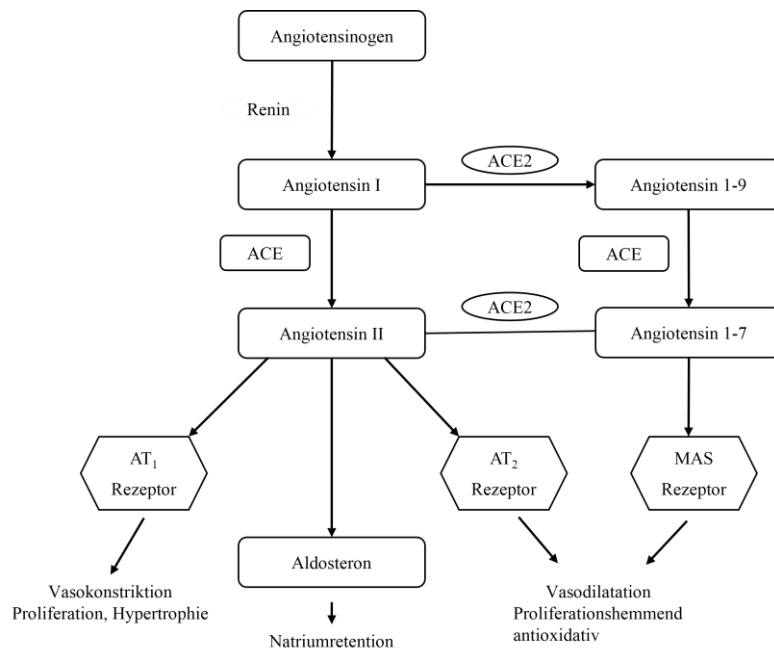 Angiotensinogen
Renin
ACE2
Angiotensin I
Angiotensin 1-9
ACE
ACE
ACE2
Angiotensin II
Angiotensin 1-7
AT₁
Rezeptor
AT₂
Rezeptor
MAS
Rezeptor
Aldosteron
Vasokonstriktion
Proliferation, Hypertrophie
Vasodilatation
Proliferationshemmend
antioxidativ
Natriumretention